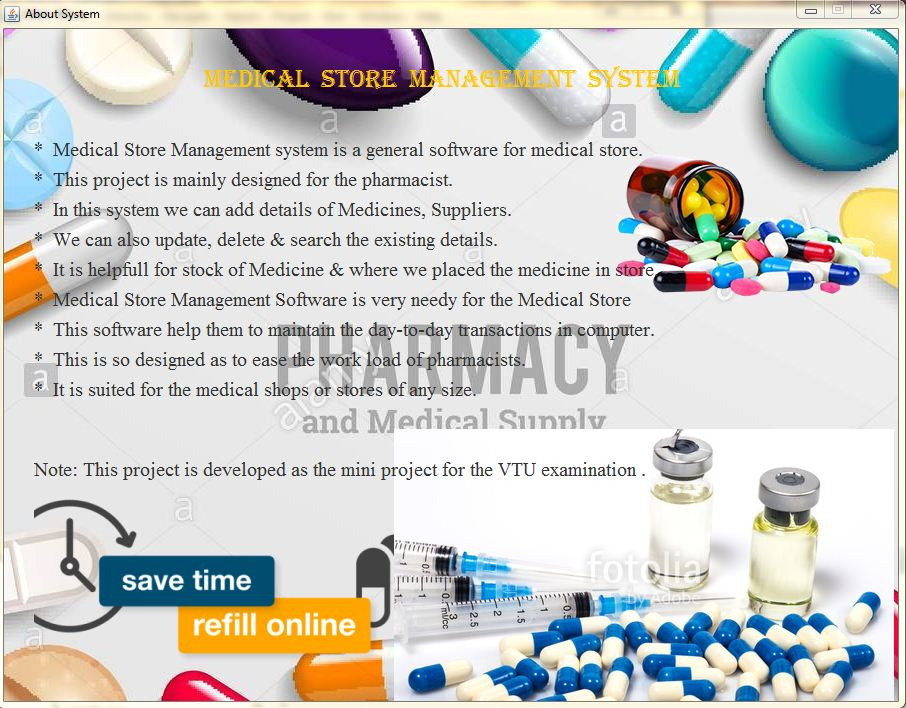 About System
MEDICAL STORE MANAGEMENT SYSTEM
a a a
* Medical Store Management system is a general software for medical store.
* This project is mainly designed for the pharmacist.
* In this system we can add details of Medicines, Suppliers.
* We can also update, delete & search the existing details.
* It is helpfull for stock of Medicine & where we placed the medicine in store
* Medical Store Management Software is very needy for the Medical Store
* This software help them to maintain the day-to-day transactions in computer.
* This is so designed as to ease the work load of pharmacists.
* It is suited for the medical shops or stores of any size.
PHARMACY
and Medical Supply
a
alamy
a
Note: This project is developed as the mini project for the VTU examination .
a
fotolia
by Adobe
save time
refill online
a